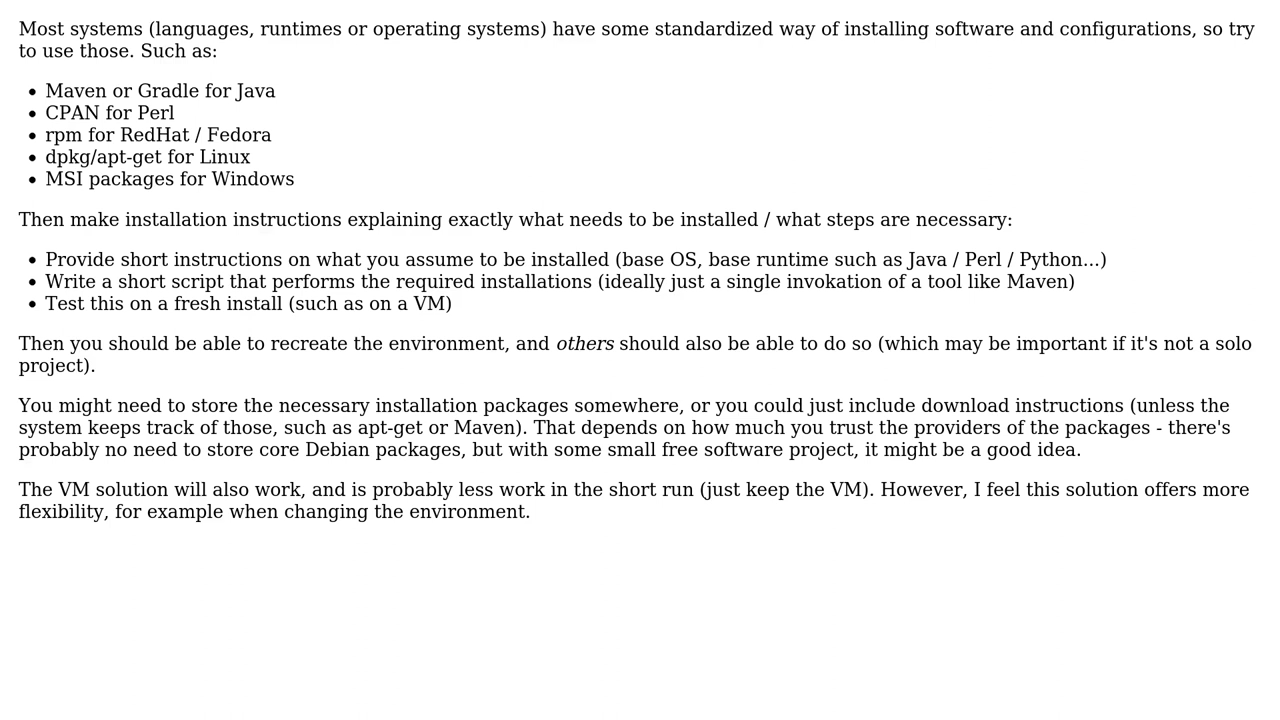 Most systems (languages, runtimes or operating systems) have some standardized way of installing software and configurations, so try
to use those. Such as:
• Maven or Gradle for Java
• CPAN for Perl
• rpm for RedHat / Fedora
• dpkg/apt-get for Linux
• MSI packages for Windows
Then make installation instructions explaining exactly what needs to be installed / what steps are necessary:
• Provide short instructions on what you assume to be installed (base OS, base runtime such as Java / Perl / Python...)
• Write a short script that performs the required installations (ideally just a single invokation of a tool like Maven)
• Test this on a fresh install (such as on a VM)
Then you should be able to recreate the environment, and others should also be able to do so (which may be important if it's not a solo
project).
You might need to store the necessary installation packages somewhere, or you could just include download instructions (unless the
system keeps track of those, such as apt-get or Maven). That depends on how much you trust the providers of the packages - there's
probably no need to store core Debian packages, but with some small free software project, it might be a good idea.
The VM solution will also work, and is probably less work in the short run (just keep the VM). However, I feel this solution offers more
flexibility, for example when changing the environment.